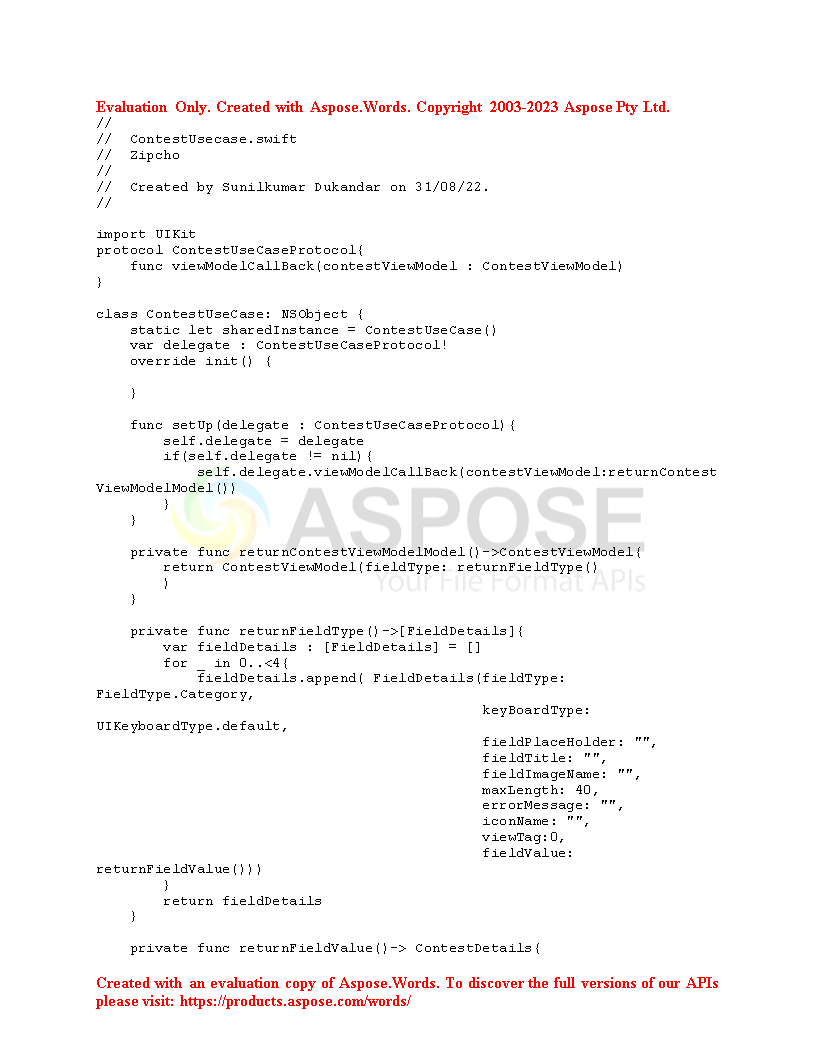 Evaluation Only. Created with Aspose.Words. Copyright 2003-2023 Aspose Pty Ltd.
//
//  ContestUsecase.swift
//  Zipcho
//
//  Created by Sunilkumar Dukandar on 31/08/22.
//
import UIKit
protocol ContestUseCaseProtocol{
    func viewModelCallBack(contestViewModel : ContestViewModel)
}
class ContestUseCase: NSObject {
    static let sharedInstance = ContestUseCase()
    var delegate : ContestUseCaseProtocol!
    override init() {
    }
    func setUp(delegate : ContestUseCaseProtocol){
        self.delegate = delegate
        if(self.delegate != nil){
            self.delegate.viewModelCallBack(contestViewModel:returnContest
ViewModelModel())
        }
    }
ASPOSE
    private func returnContestViewModelModel()->ContestViewModel{
        return ContestViewModel(fieldType: returnFieldType()
Your File Format APIs
        )
    }
    private func returnFieldType()->[FieldDetails]{
        var fieldDetails : [FieldDetails] = []
        for _ in 0..<4{
            fieldDetails.append( FieldDetails(fieldType:
FieldType.Category,
                                              keyBoardType:
UIKeyboardType.default,
                                              fieldPlaceHolder: "",
                                              fieldTitle: "",
                                              fieldImageName: "",
                                              maxLength: 40,
                                              errorMessage: "",
                                              iconName: "",
                                              viewTag:0,
                                              fieldValue:
returnFieldValue()))
        }
        return fieldDetails
    }
    private func returnFieldValue()-> ContestDetails{
Created with an evaluation copy of Aspose.Words. To discover the full versions of our APIs
please visit: https://products.aspose.com/words/